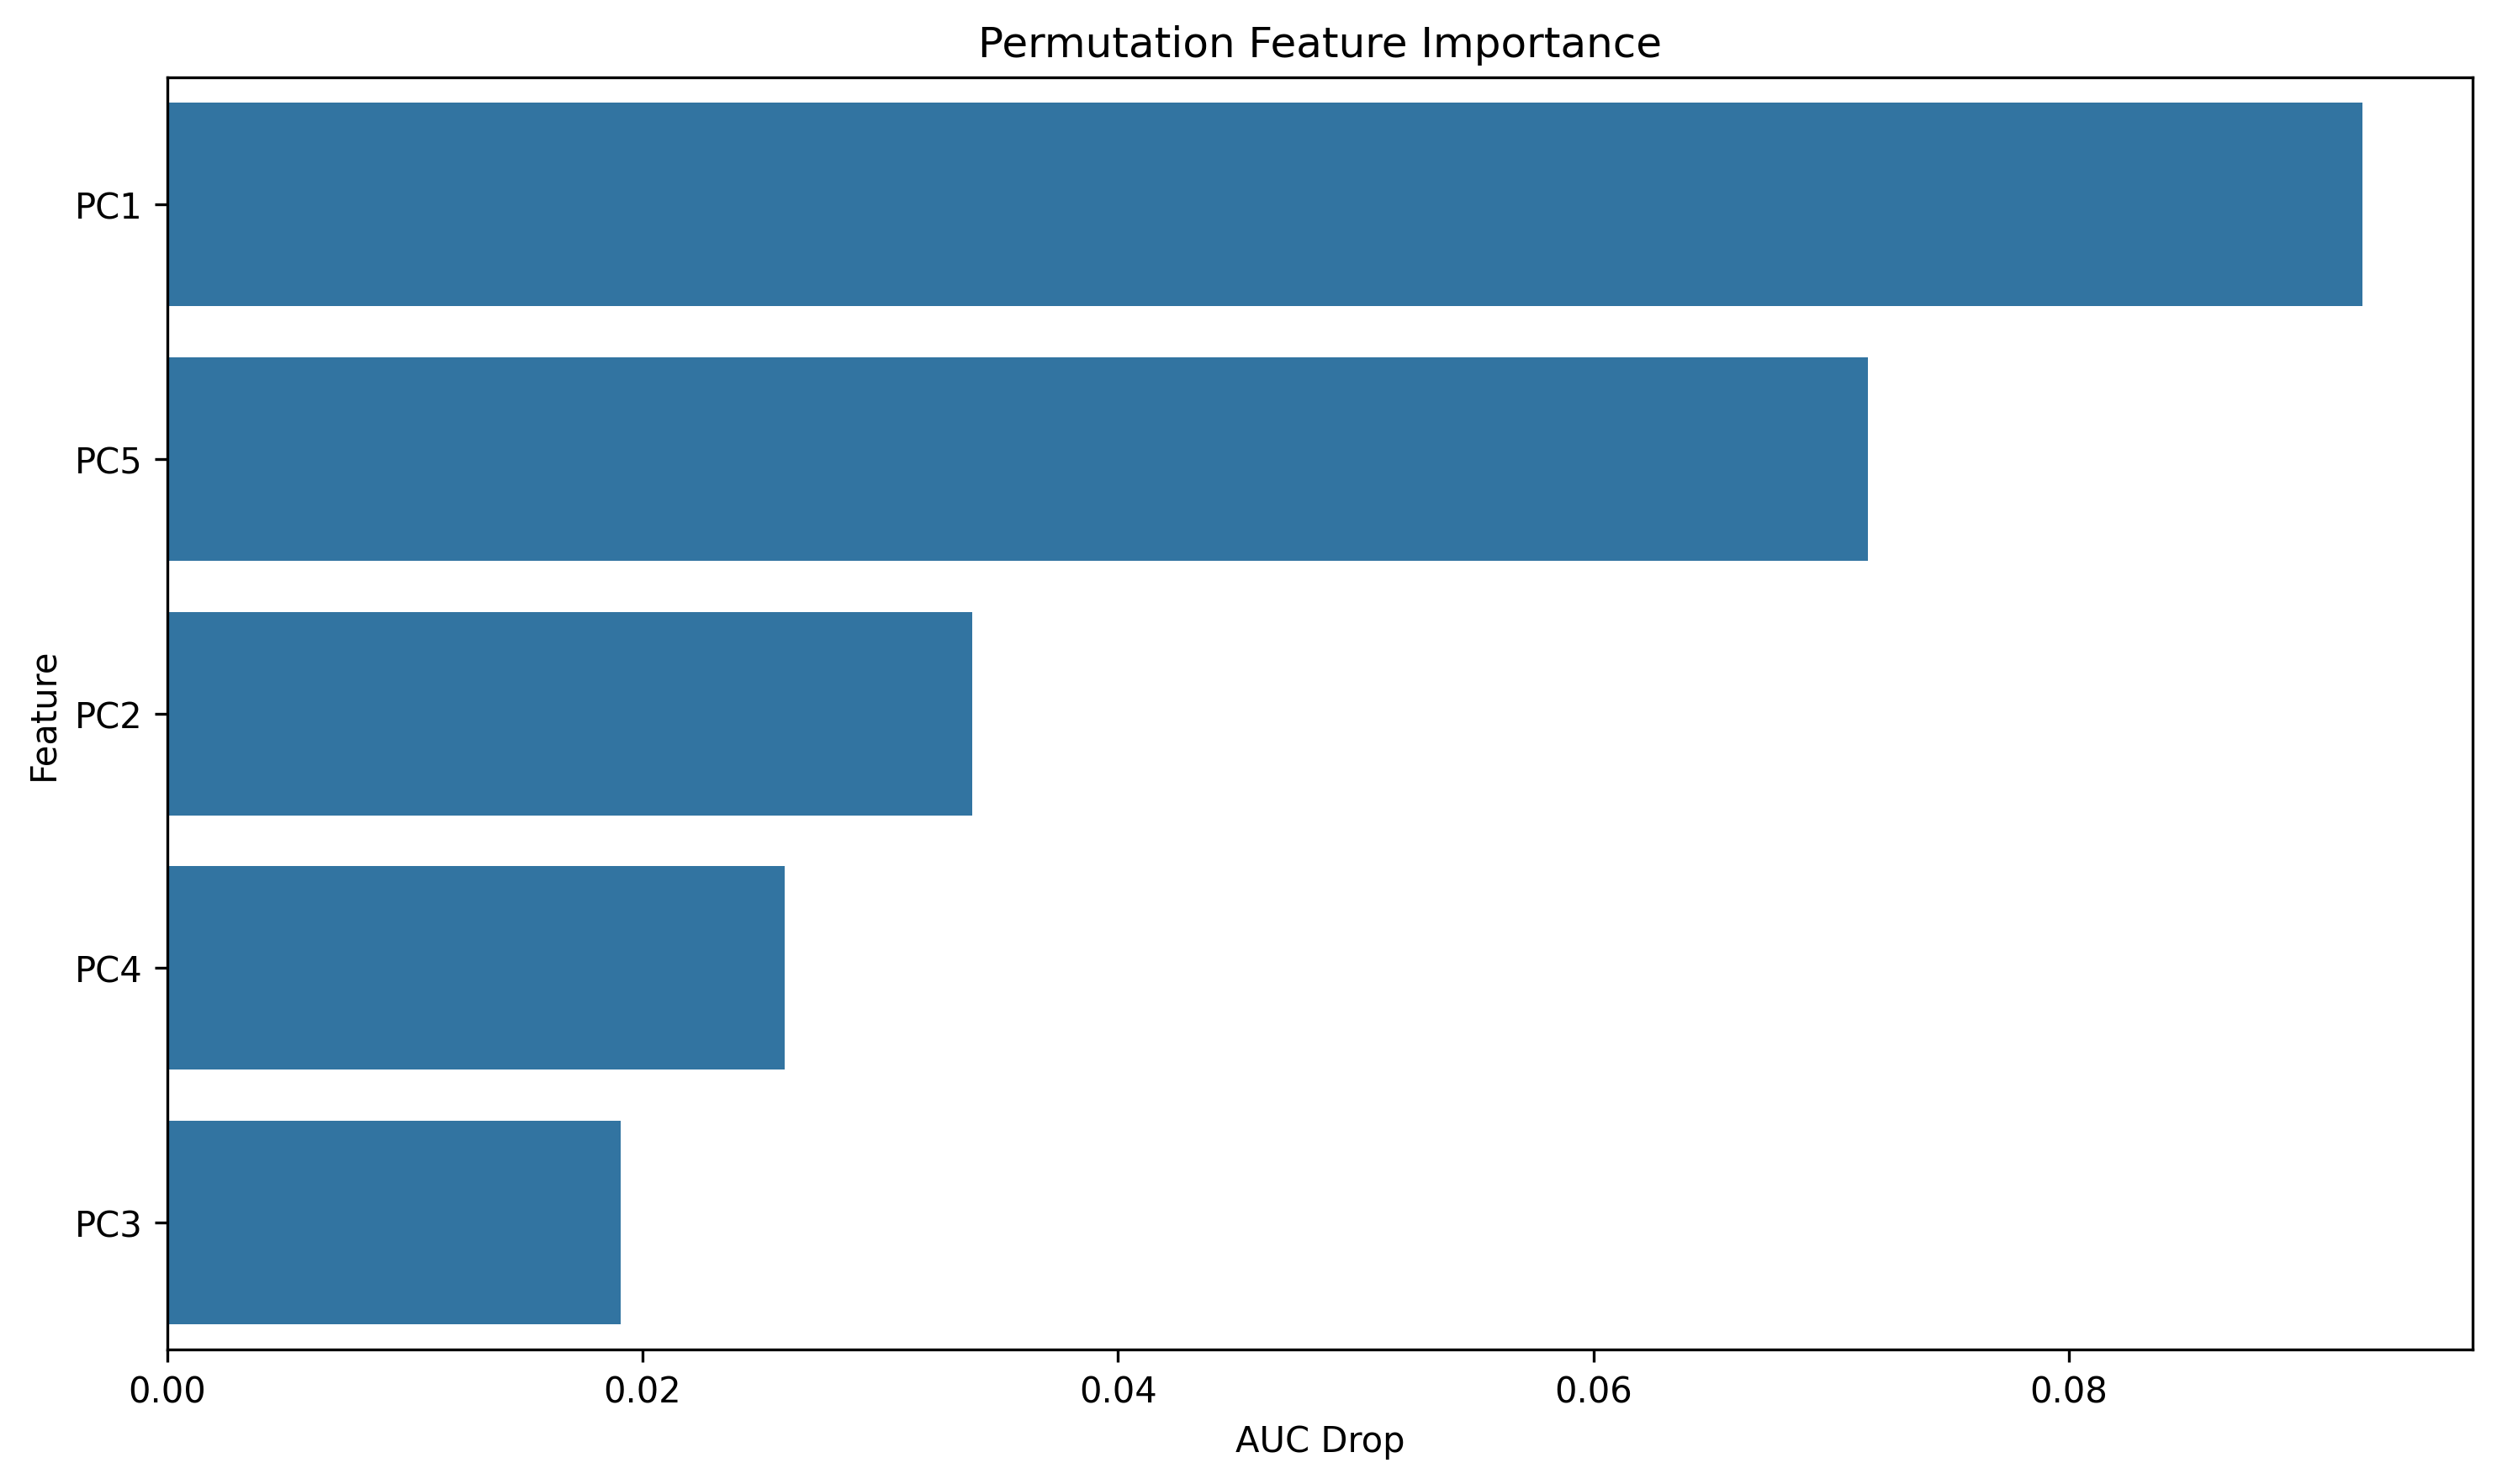 Permutation Feature Importance
PC1
PC5
PC2
PC4
PC3
Feature
0.00 0.02 0.04 0.06 0.08
AUC Drop